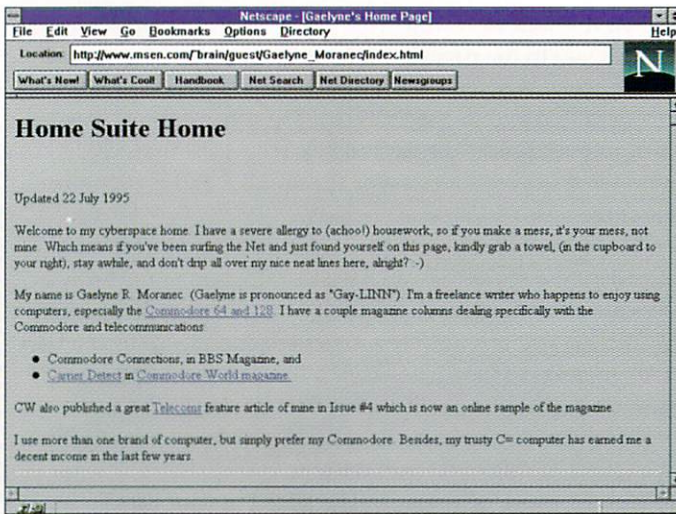 Netscape - [Gaelyne's Home Page]
File Edit View Go Bookmarks Options Directory Help
Location: http://www.msen.com/~brain/guest/Gaelyne_Moranec/index.html
N
What's New! What's Cool! Handbook Net Search Net Directory Newsgroups
Home Suite Home
Updated 22 July 1995
Welcome to my cyberspace home. I have a severe allergy to (achoo!) housework, so if you make a mess, it's your mess, not
mine. Which means if you've been surfing the Net and just found yourself on this page, kindly grab a towel, (in the cupboard to
your right), stay awhile, and don't drip all over my nice neat lines here, alright? :-)
My name is Gaelyne R. Moranec. (Gaelyne is pronounced as "Gay-LINN"). I'm a freelance writer who happens to enjoy using
computers, especially the Commodore 64 and 128. I have a couple magazine columns dealing specifically with the
Commodore and telecommunications:
• Commodore Connections, in BBS Magazine, and
• Carrier Detect in Commodore World magazine.
CW also published a great Telecoms feature article of mine in Issue #4 which is now an online sample of the magazine.
I use more than one brand of computer, but simply prefer my Commodore. Besides, my trusty C= computer has earned me a
decent income in the last few years.